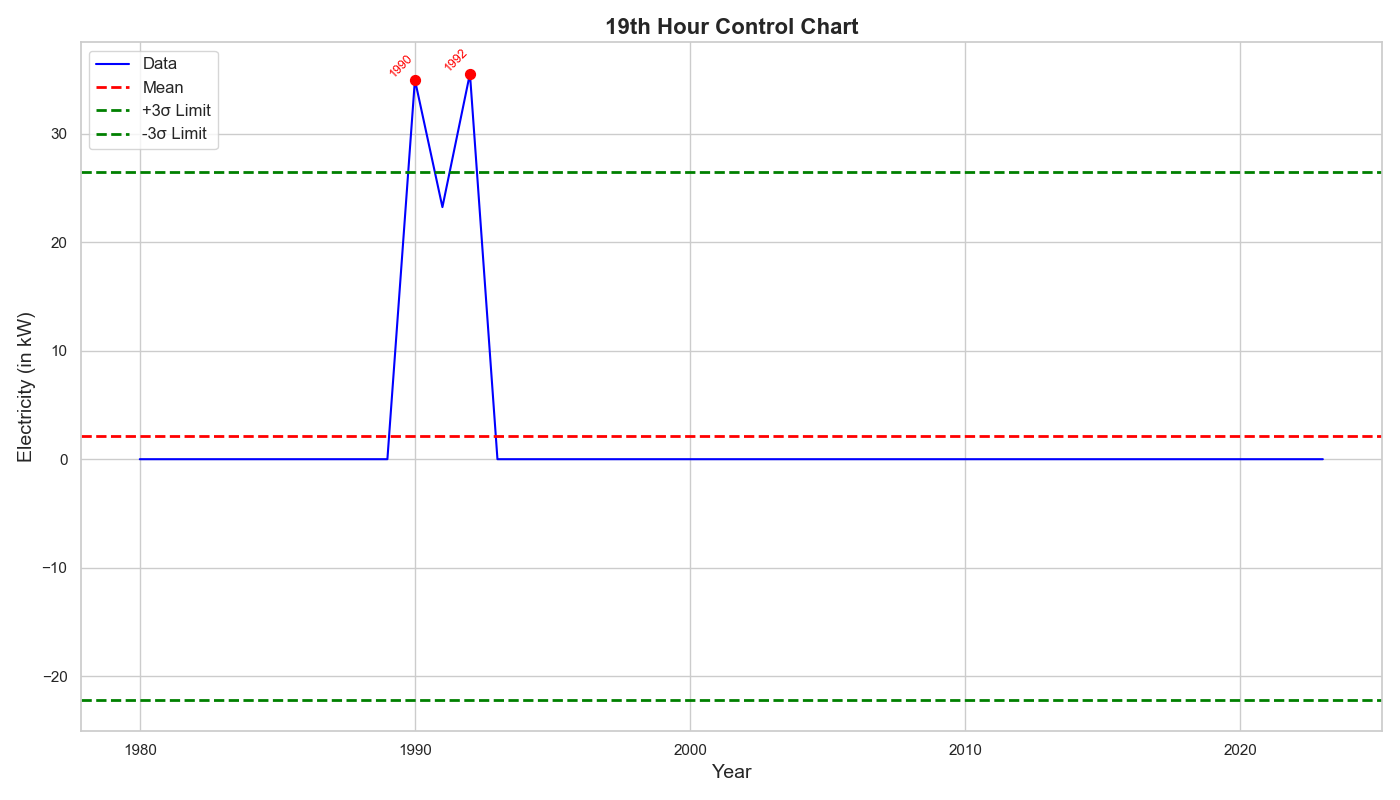 19th Hour Control Chart
Data
Mean
+3σ Limit
-3σ Limit
1990
1992
Electricity (in kW)
30
20
10
0
−10
−20
1980
1990
2000
2010
2020
Year